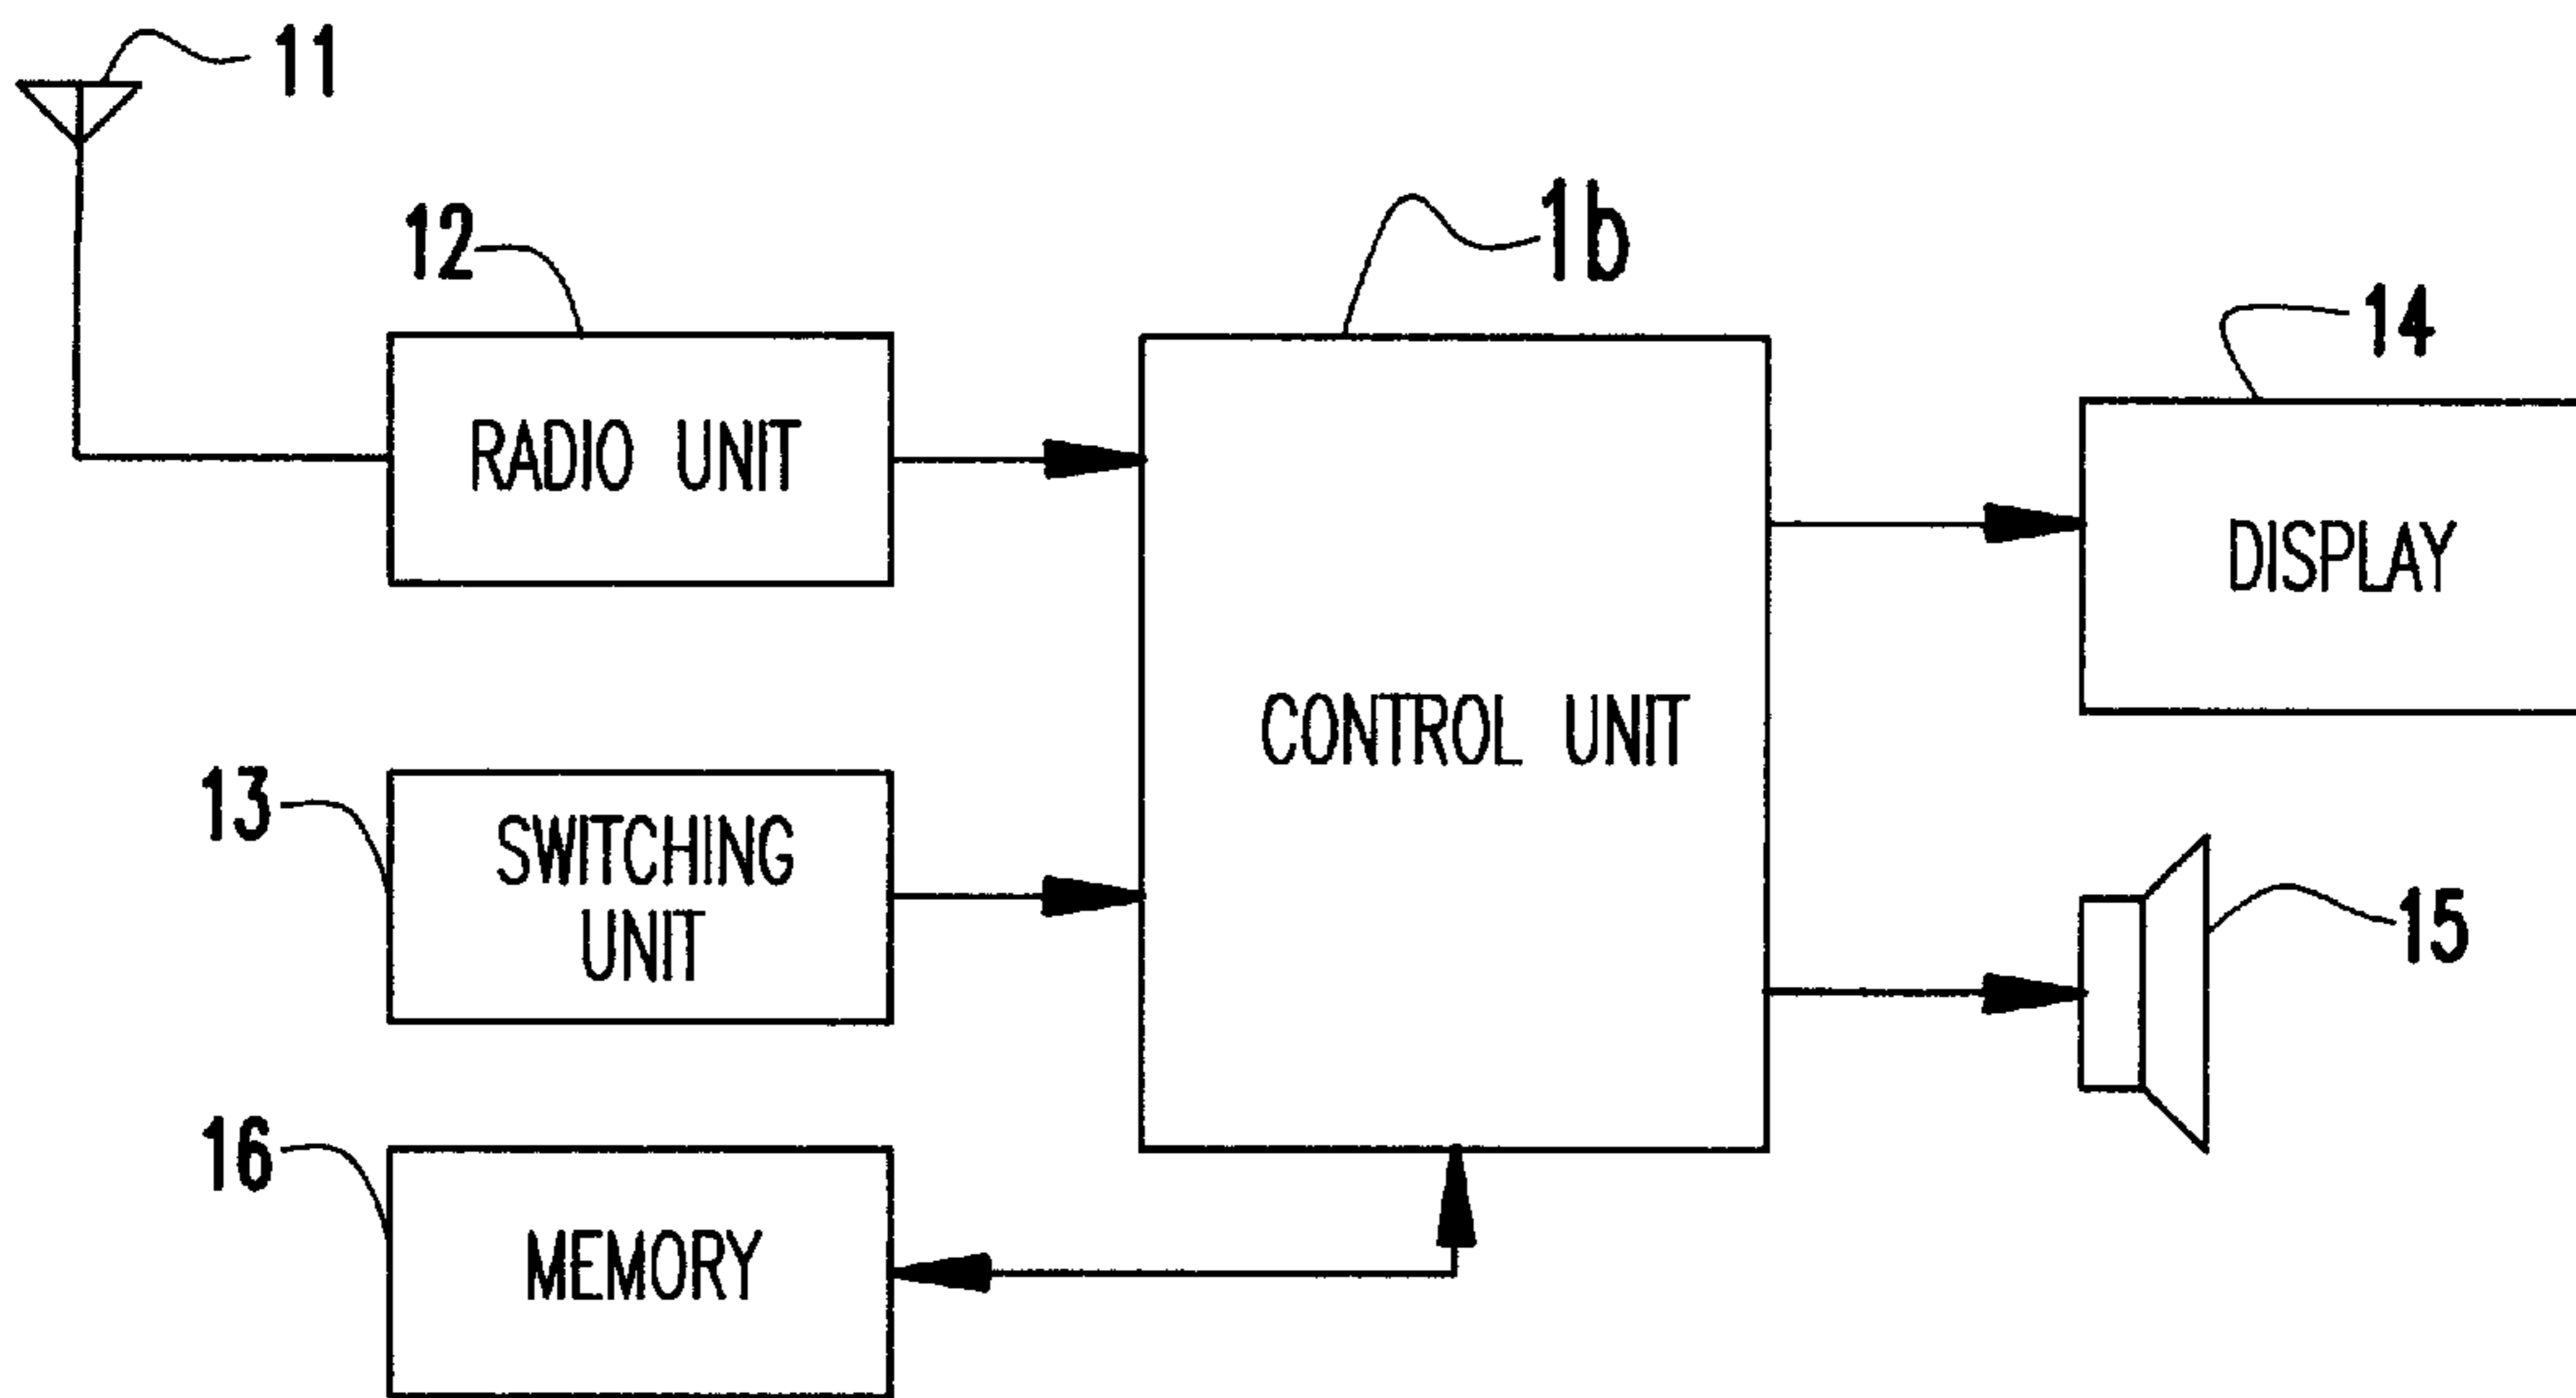 11
12
1b
14
RADIO UNIT
DISPLAY
CONTROL UNIT
13
SWITCHING
UNIT
15
16
MEMORY